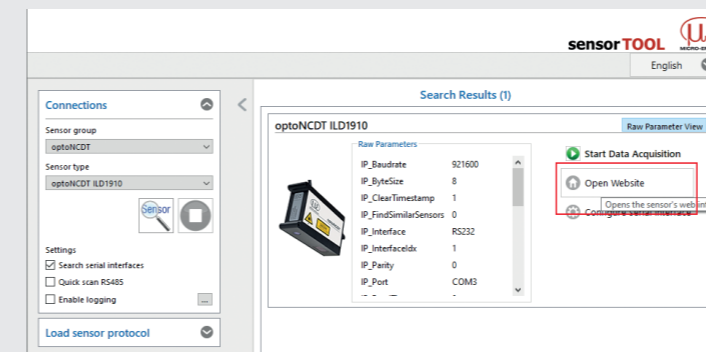 sensorTOOL
MICRO-EP
English
Connections
Sensor group
optoNCDT
Sensor type
optoNCDT ILD1910
Sensor
Settings
Search serial interfaces
Quick scan RS485
Enable logging
...
Load sensor protocol
Search Results (1)
optoNCDT ILD1910
Raw Parameter View
Raw Parameters
IP_Baudrate 921600
IP_ByteSize 8
IP_ClearTimestamp 1
IP_FindSimilarSensors 0
IP_Interface RS232
IP_InterfaceIdx 1
IP_Parity 0
IP_Port COM3
Start Data Acquisition
Open Website
Opens the sensor's web int
Configure serial interface